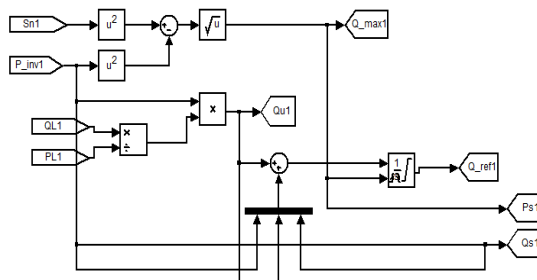 Sn1
u²
+
-
√u
Q_max1
P_inv1
u²
QL1
PL1
×
÷
×
Qu1
+
+
1
Q_ref1
Ps1
Qs1